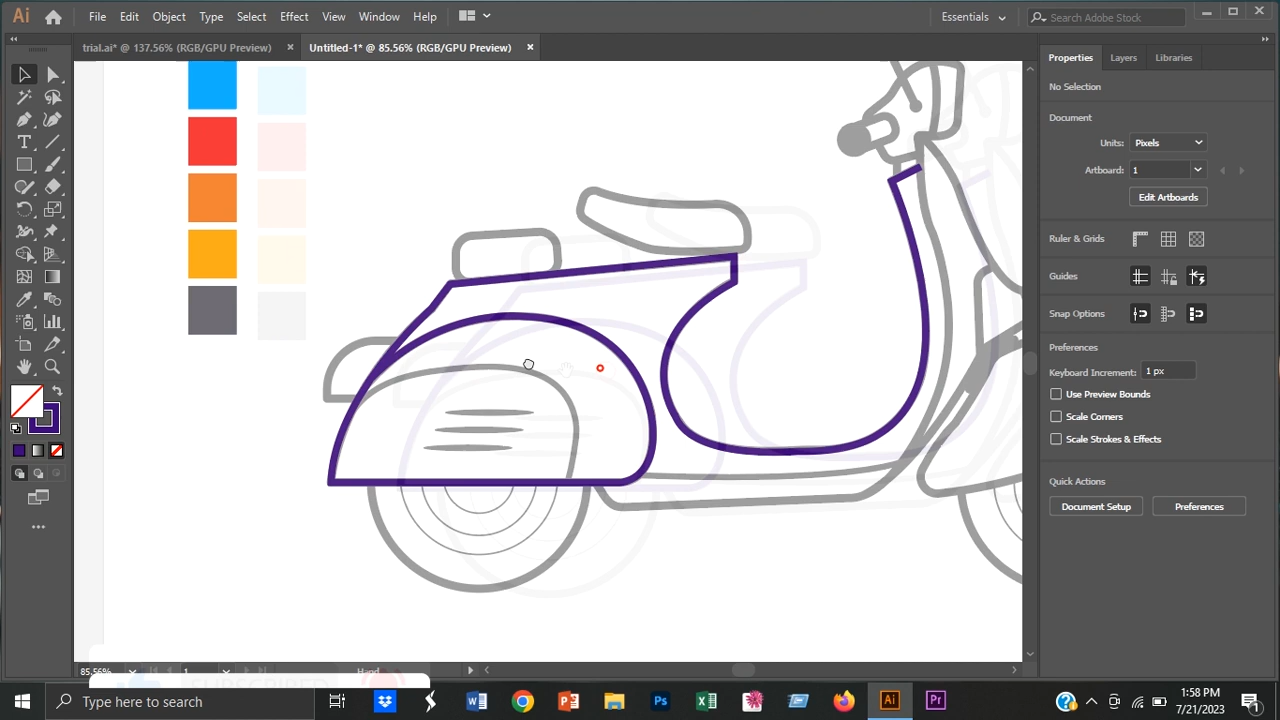 Ai File Edit Object Type Select Effect View Window Help Essentials Search Adobe Stock
trial.ai* @ 137.56% (RGB/GPU Preview) × Untitled-1* @ 85.56% (RGB/GPU Preview) ×
Properties Layers Libraries
No Selection
Document
Units: Pixels
Artboard: 1
Edit Artboards
Ruler & Grids
Guides
Snap Options
Preferences
Keyboard Increment: 1 px
Use Preview Bounds
Scale Corners
Scale Strokes & Effects
Quick Actions
Document Setup Preferences
85.56% 1 Hand
SUBSCRIBED
Type here to search
Ps Ai Pr
1:58 PM
7/21/2023